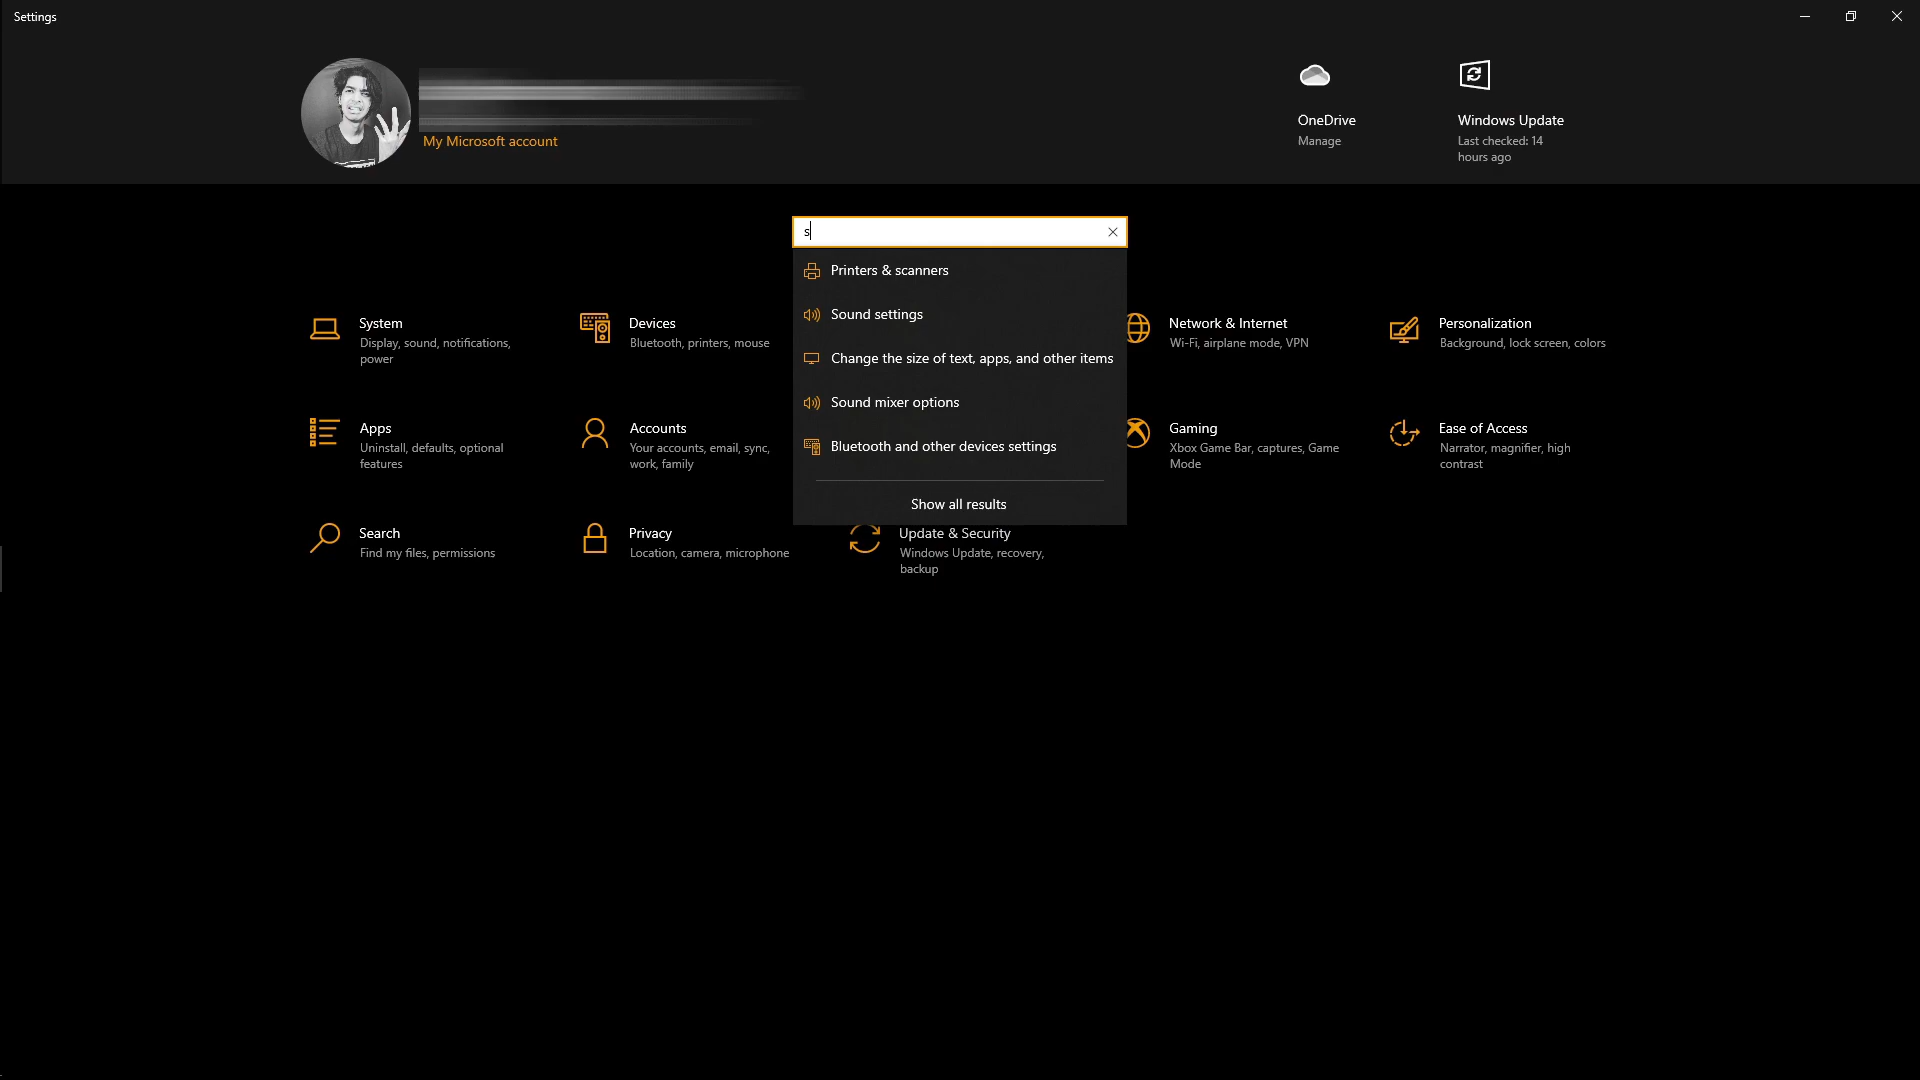 Settings
My Microsoft account
OneDrive
Manage
Windows Update
Last checked: 14
hours ago
s
Printers & scanners
Sound settings
Change the size of text, apps, and other items
Sound mixer options
Bluetooth and other devices settings
Show all results
System
Display, sound, notifications,
power
Devices
Bluetooth, printers, mouse
Network & Internet
Wi-Fi, airplane mode, VPN
Personalization
Background, lock screen, colors
Apps
Uninstall, defaults, optional
features
Accounts
Your accounts, email, sync,
work, family
Gaming
Xbox Game Bar, captures, Game
Mode
Ease of Access
Narrator, magnifier, high
contrast
Search
Find my files, permissions
Privacy
Location, camera, microphone
Update & Security
Windows Update, recovery,
backup